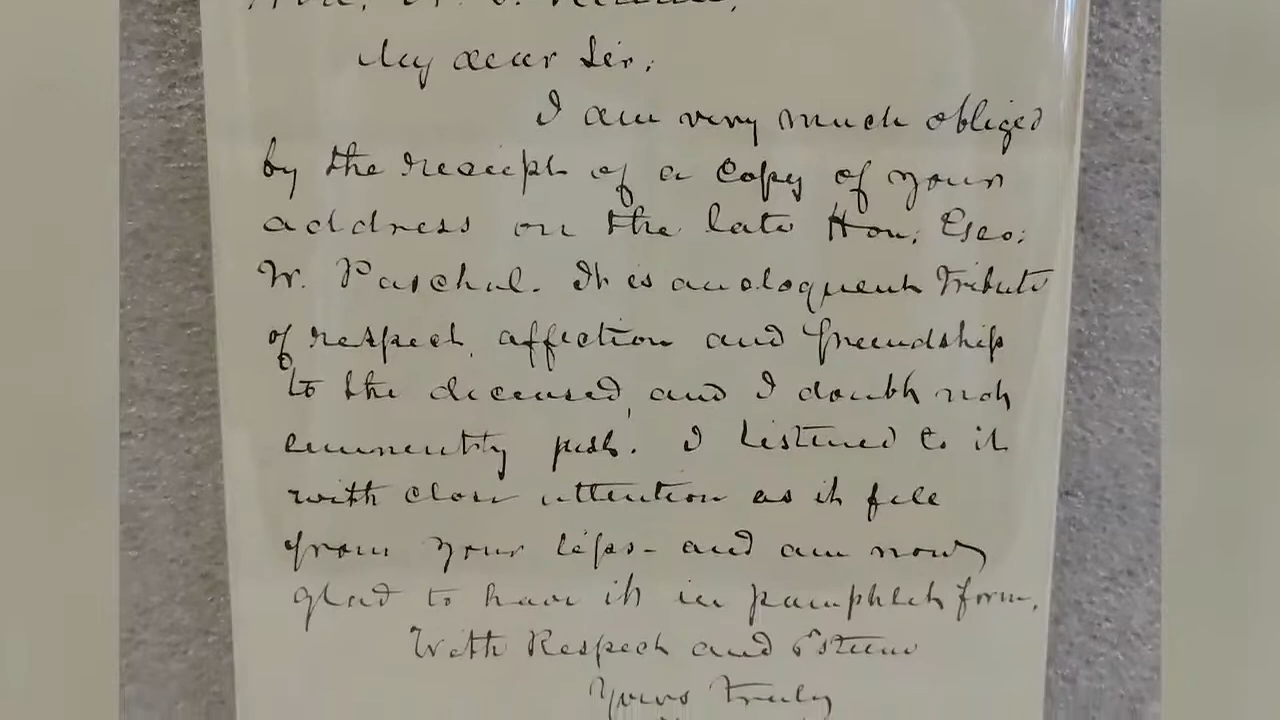 My dear Sir;
I am very much obliged
by the receipt of a Copy of your
address on the late Hon; Geo;
W. Paschal. It is an eloquent tribute
of respect, affection and friendship
to the deceased, and I doubt not
eminently just. I listened to it
with close attention as it fell
from your lips - and am now
glad to have it in pamphlet form.
With Respect and Esteem
Yours Truly